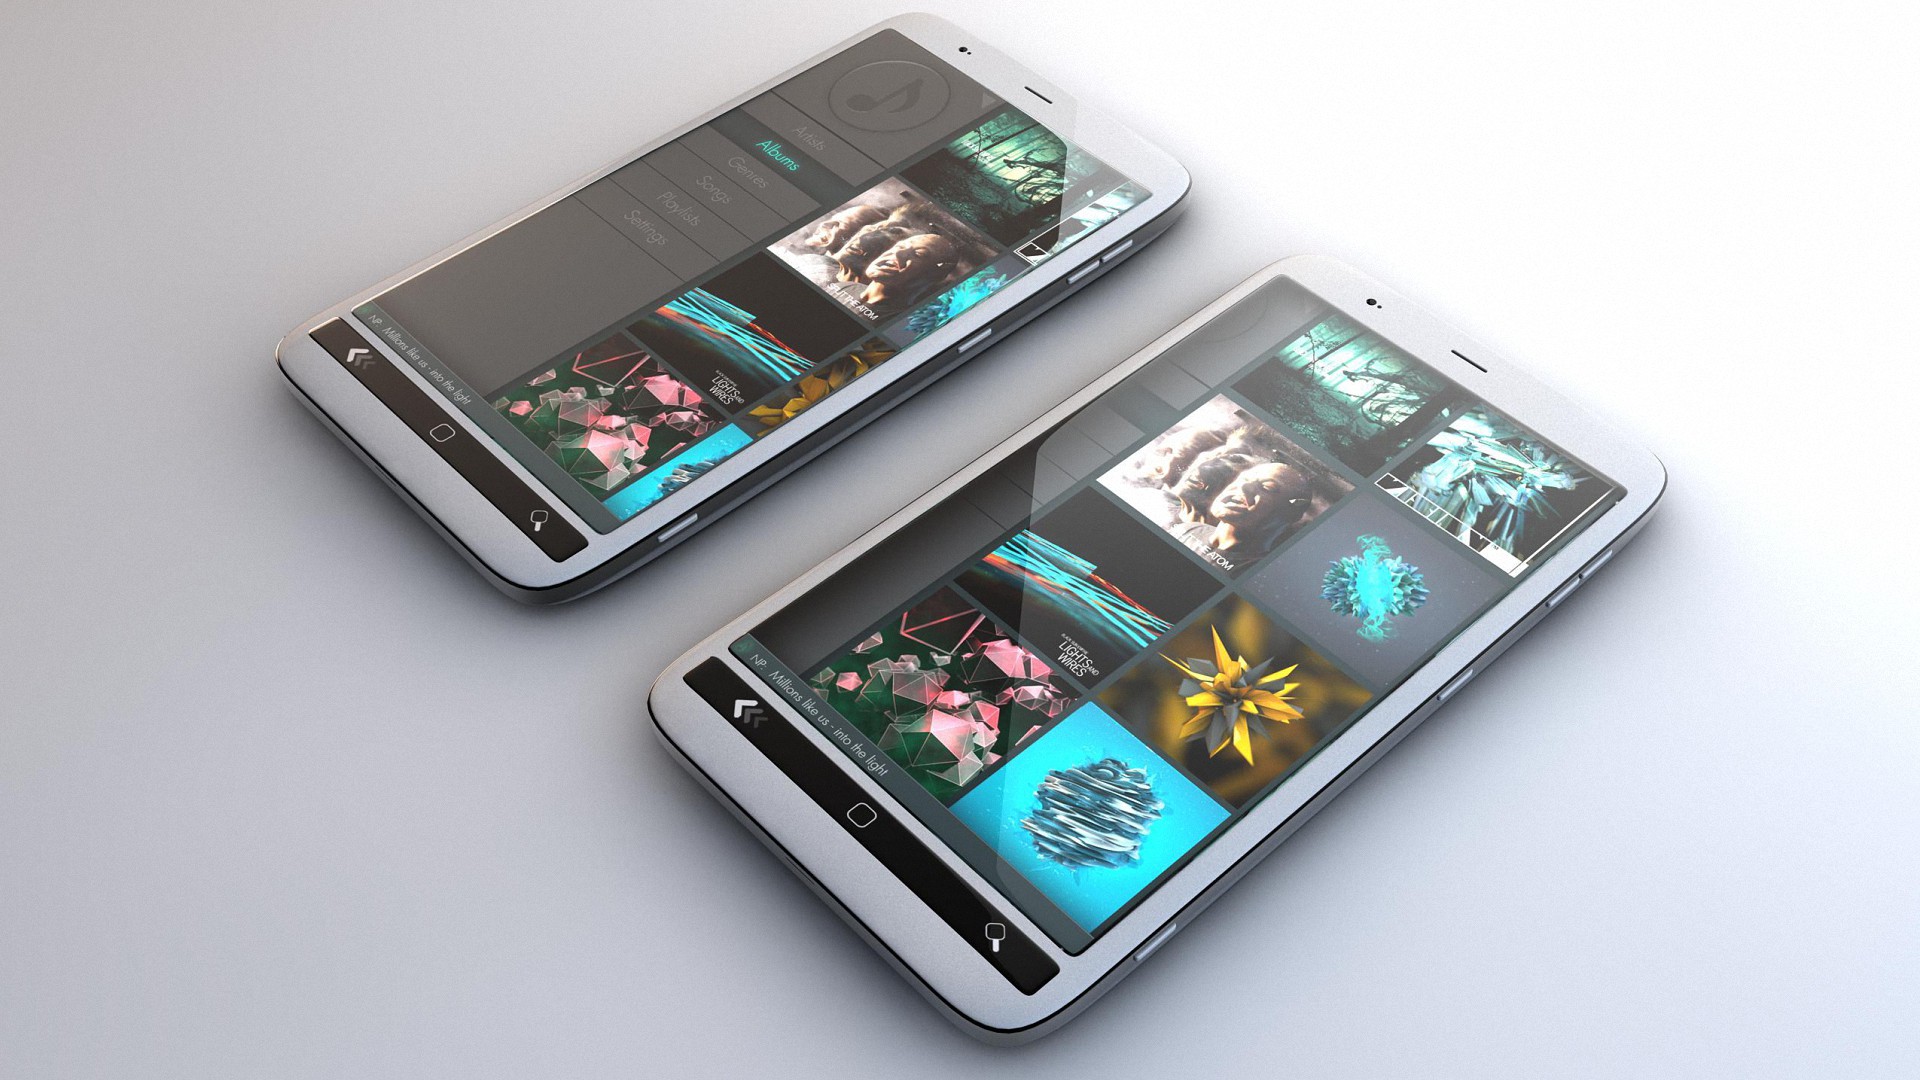 Artists
Albums
Genres
Songs
Playlists
Settings
SPLIT THE ATOM
LIGHTS AND
WIRES
NP: Millions like us - into the light
THE ATOM
LIGHTS AND
WIRES
NP: Millions like us - into the light